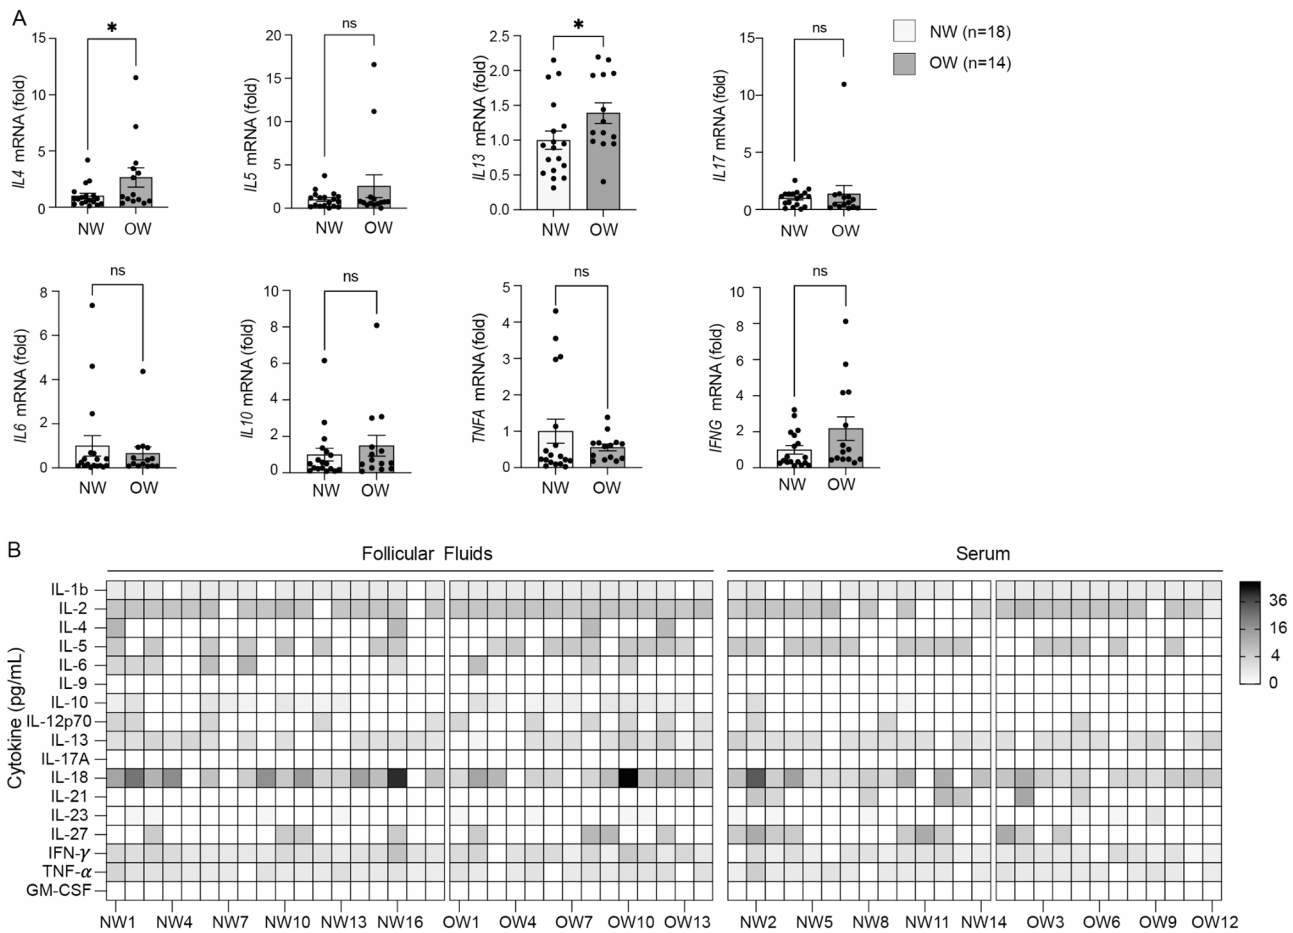 A
* ns * ns
NW (n=18)
OW (n=14)
IL4 mRNA (fold)
15
10
5
0
NW OW
IL5 mRNA (fold)
20
15
10
5
0
NW OW
IL13 mRNA (fold)
2.5
2.0
1.5
1.0
0.5
0.0
NW OW
IL17 mRNA (fold)
15
10
5
0
NW OW
ns ns ns ns
IL6 mRNA (fold)
8
6
4
2
0
NW OW
IL10 mRNA (fold)
10
8
6
4
2
0
NW OW
TNFA mRNA (fold)
5
4
3
2
1
0
NW OW
IFNG mRNA (fold)
10
8
6
4
2
0
NW OW
B
Follicular Fluids Serum
Cytokine (pg/mL)
IL-1b
IL-2
IL-4
IL-5
IL-6
IL-9
IL-10
IL-12p70
IL-13
IL-17A
IL-18
IL-21
IL-23
IL-27
IFN-γ
TNF-α
GM-CSF
36
16
4
0
NW1 NW4 NW7 NW10 NW13 NW16 OW1 OW4 OW7 OW10 OW13 NW2 NW5 NW8 NW11 NW14 OW3 OW6 OW9 OW12